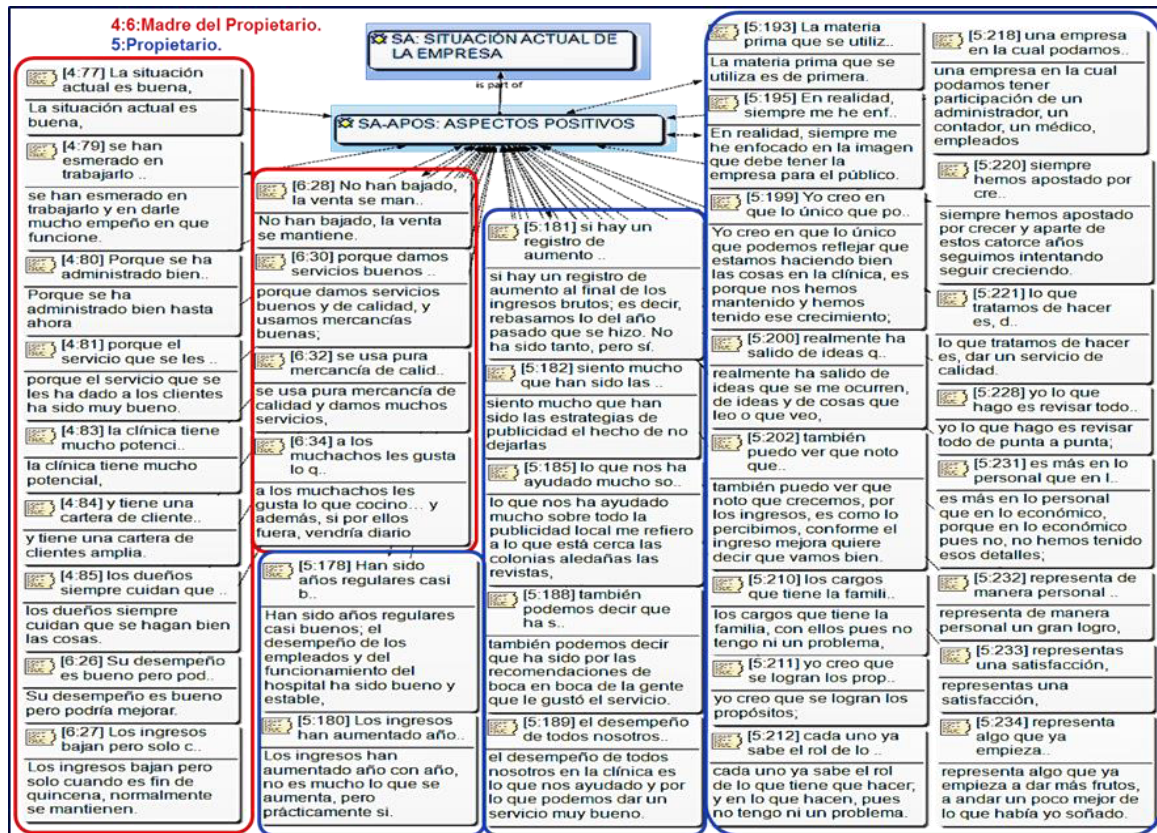 4:6:Madre del Propietario.
5:Propietario.
SA: SITUACIÓN ACTUAL DE
LA EMPRESA
is part of
SA-APOS: ASPECTOS POSITIVOS
[4:77] La situación
actual es buena,
La situación actual es
buena,
[4:79] se han
esmerado en
trabajarlo ..
se han esmerado en
trabajarlo y en darle
mucho empeño en que
funcione.
[4:80] Porque se ha
administrado bien..
Porque se ha
administrado bien hasta
ahora
[4:81] porque el
servicio que se les ..
porque el servicio que se
les ha dado a los clientes
ha sido muy bueno.
[4:83] la clínica tiene
mucho potenci..
la clínica tiene mucho
potencial,
[4:84] y tiene una
cartera de cliente..
y tiene una cartera de
clientes amplia.
[4:85] los dueños
siempre cuidan que ..
los dueños siempre
cuidan que se hagan bien
las cosas.
[6:26] Su desempeño
es bueno pero pod..
Su desempeño es bueno
pero podría mejorar.
[6:27] Los ingresos
bajan pero solo c..
Los ingresos bajan pero
solo cuando es fin de
quincena, normalmente
se mantienen.
[6:28] No han bajado,
la venta se man..
No han bajado, la venta
se mantiene.
[6:30] porque damos
servicios buenos ..
porque damos servicios
buenos y de calidad, y
usamos mercancías
buenas;
[6:32] se usa pura
mercancía de calid..
se usa pura mercancía de
calidad y damos muchos
servicios,
[6:34] a los
muchachos les gusta
lo q..
a los muchachos les
gusta lo que cocino... y
además, si por ellos
fuera, vendría diario
[5:178] Han sido
años regulares casi
b..
Han sido años regulares
casi buenos; el
desempeño de los
empleados y del
funcionamiento del
hospital ha sido bueno y
estable,
[5:180] Los ingresos
han aumentado año..
Los ingresos han
aumentado año con año,
no es mucho lo que se
aumenta, pero
prácticamente si.
[5:181] si hay un
registro de
aumento ..
si hay un registro de
aumento al final de los
ingresos brutos; es decir,
rebasamos lo del año
pasado que se hizo. No
ha sido tanto, pero sí.
[5:182] siento mucho
que han sido las ..
siento mucho que han
sido las estrategias de
publicidad el hecho de no
dejarlas
[5:185] lo que nos ha
ayudado mucho so..
lo que nos ha ayudado
mucho sobre todo la
publicidad local me refiero
a lo que está cerca las
colonias aledañas las
revistas,
[5:188] también
podemos decir que
ha s..
también podemos decir
que ha sido por las
recomendaciones de
boca en boca de la gente
que le gustó el servicio.
[5:189] el desempeño
de todos nosotros..
el desempeño de todos
nosotros en la clínica es
lo que nos ayudado y por
lo que podemos dar un
servicio muy bueno.
[5:193] La materia
prima que se utiliz..
La materia prima que se
utiliza es de primera.
[5:195] En realidad,
siempre me he enf..
En realidad, siempre me
he enfocado en la imagen
que debe tener la
empresa para el público.
[5:199] Yo creo en
que lo único que po..
Yo creo en que lo único
que podemos reflejar que
estamos haciendo bien
las cosas en la clínica, es
porque nos hemos
mantenido y hemos
tenido ese crecimiento;
[5:200] realmente ha
salido de ideas q..
realmente ha salido de
ideas que se me ocurren,
de ideas y de cosas que
leo o que veo,
[5:202] también
puedo ver que noto
que..
también puedo ver que
noto que crecemos, por
los ingresos, es como lo
percibimos, conforme el
ingreso mejora quiere
decir que vamos bien.
[5:210] los cargos
que tiene la famili..
los cargos que tiene la
familia, con ellos pues no
tengo ni un problema,
[5:211] yo creo que
se logran los prop..
yo creo que se logran los
propósitos;
[5:212] cada uno ya
sabe el rol de lo ..
cada uno ya sabe el rol
de lo que tiene que hacer;
y en lo que hacen, pues
no tengo ni un problema.
[5:218] una empresa
en la cual podamos..
una empresa en la cual
podamos tener
participación de un
administrador, un
contador, un médico,
empleados
[5:220] siempre
hemos apostado por
cre..
siempre hemos apostado
por crecer y aparte de
estos catorce años
seguimos intentando
seguir creciendo.
[5:221] lo que
tratamos de hacer
es, d..
lo que tratamos de hacer
es, dar un servicio de
calidad.
[5:228] yo lo que
hago es revisar todo..
yo lo que hago es revisar
todo de punta a punta;
[5:231] es más en lo
personal que en l..
es más en lo personal
que en lo económico,
porque en lo económico
pues no, no hemos tenido
esos detalles;
[5:232] representa de
manera personal ..
representa de manera
personal un gran logro,
[5:233] representas
una satisfacción,
representas una
satisfacción,
[5:234] representa
algo que ya
empieza..
representa algo que ya
empieza a dar más frutos,
a andar un poco mejor de
lo que había yo soñado.